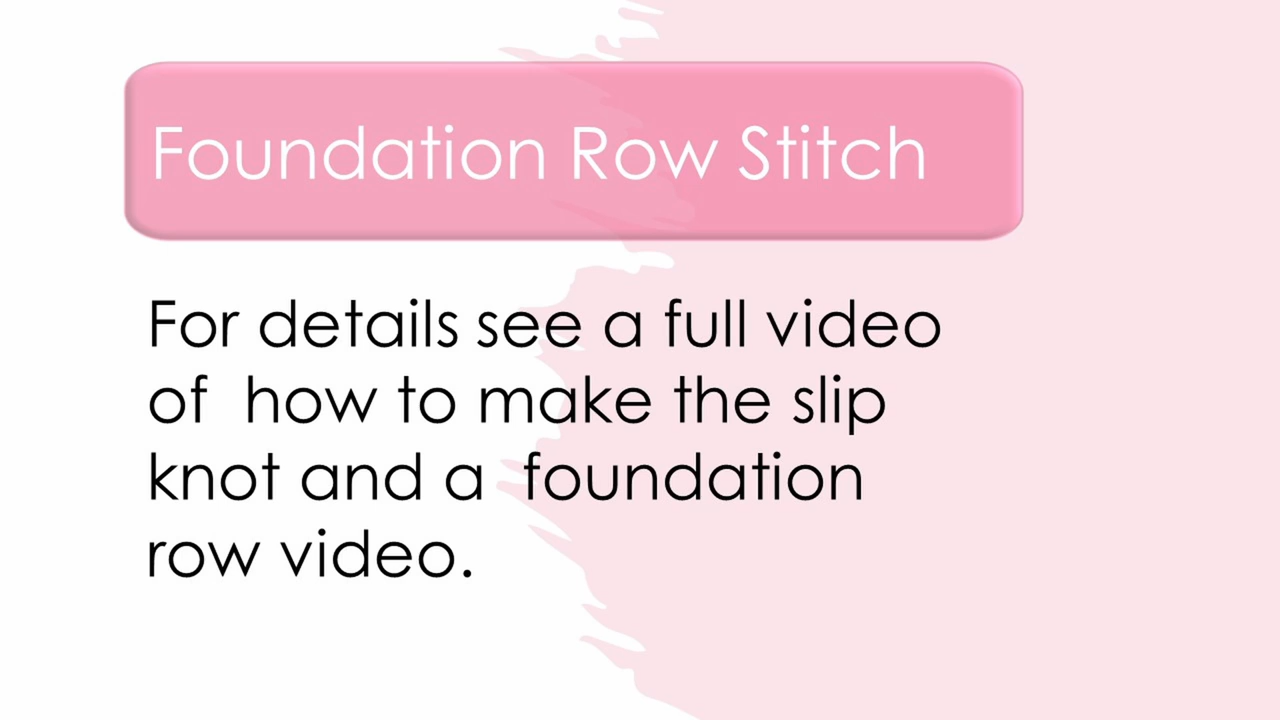 Foundation Row Stitch
For details see a full video
of  how to make the slip
knot and a  foundation
row video.